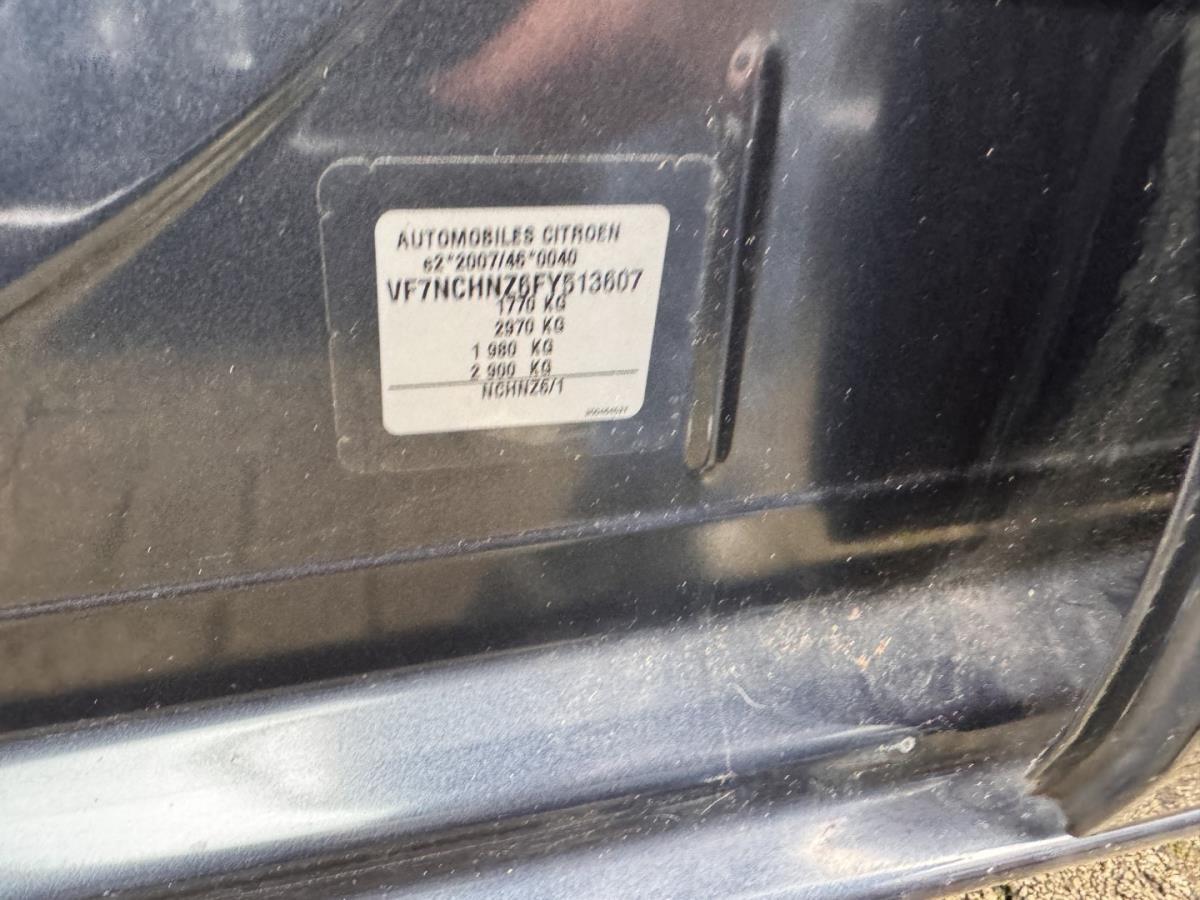 AUTOMOBILES CITROEN
e2*2007/46*0040
VF7NCHNZ6FY513607
1770 KG
2970 KG
1 980 KG
2 900 KG
NCHNZ6/1